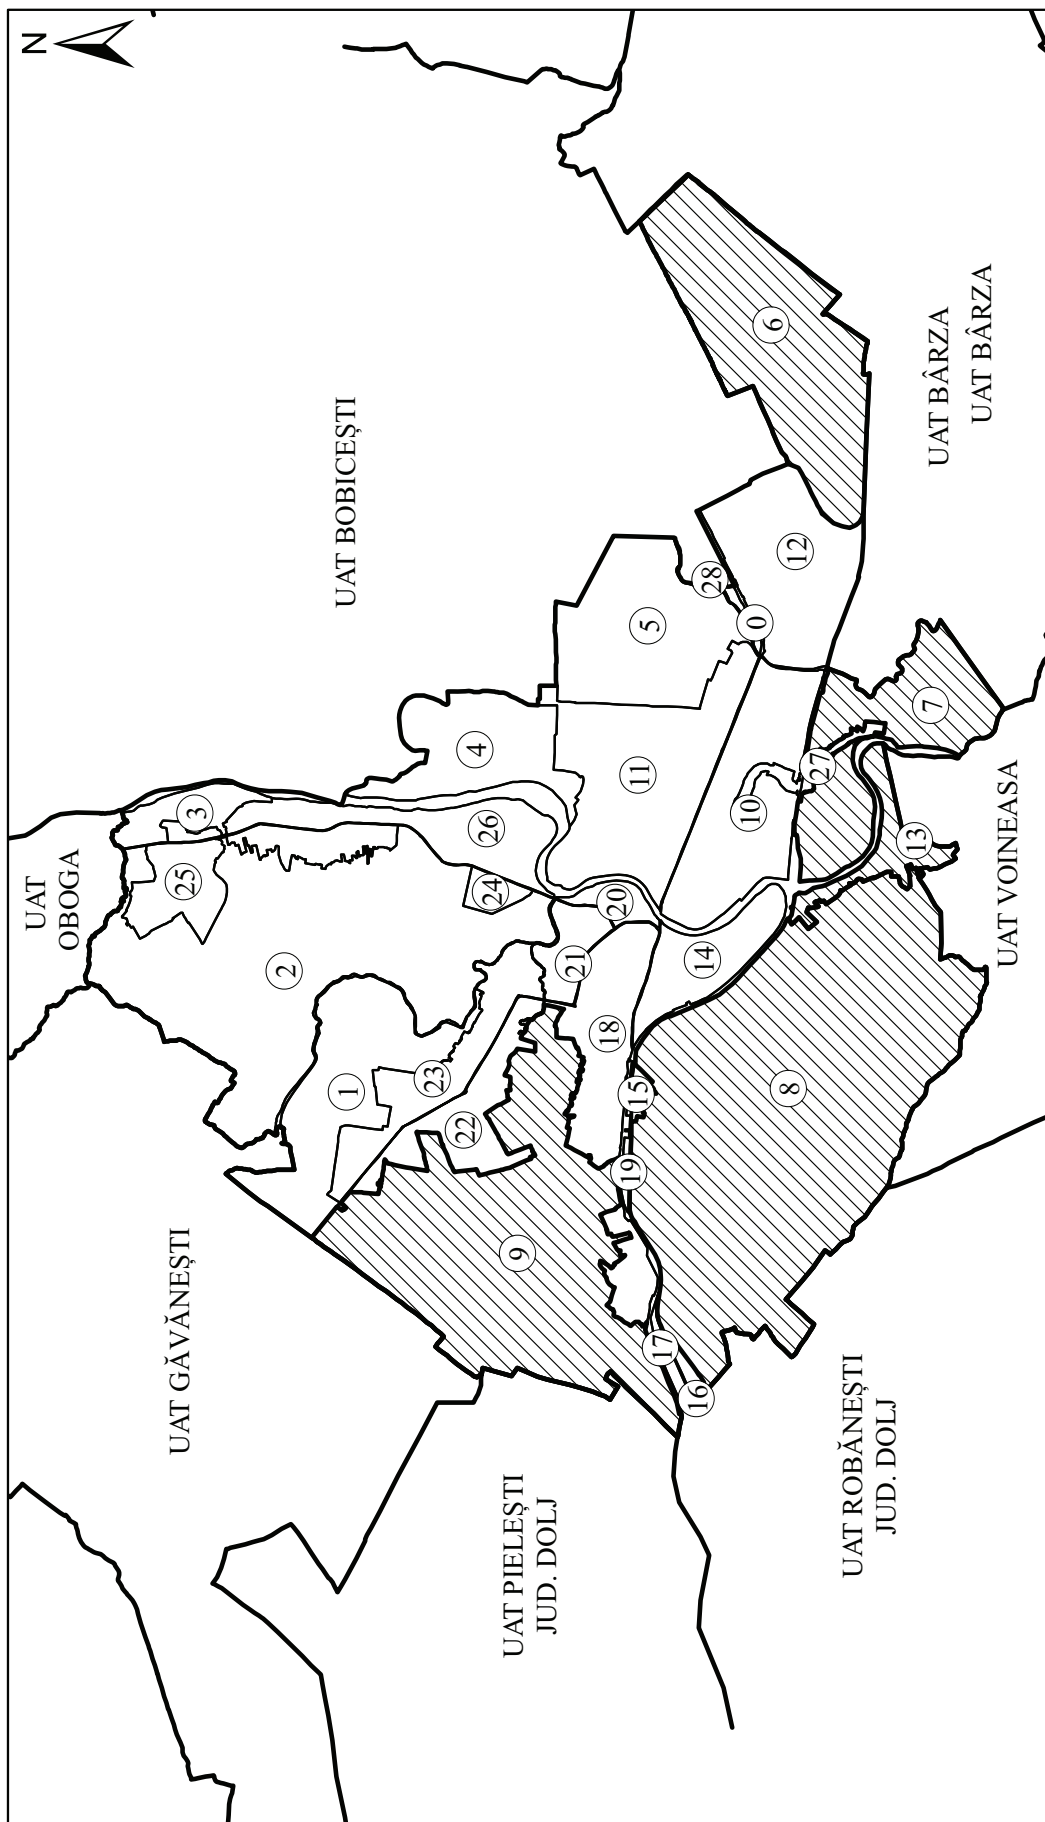 N
UAT
OBOGA
UAT BOBICEȘTI
UAT GĂVĂNEȘTI
UAT PIELEȘTI
JUD. DOLJ
UAT ROBĂNEȘTI
JUD. DOLJ
UAT VOINEASA
UAT BÂRZA
UAT BÂRZA
1
2
3
25
4
26
24
23
22
9
21
20
18
11
5
28
0
12
6
10
14
15
19
17
16
8
27
13
7